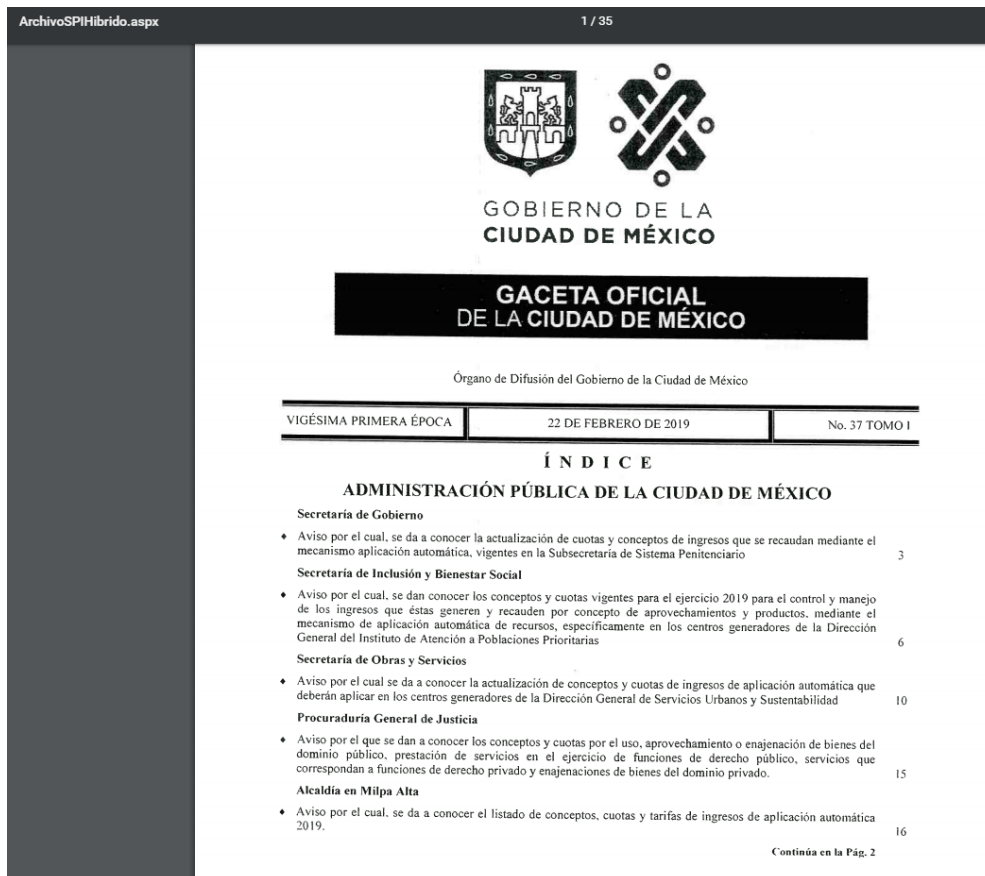 ArchivoSPIHibrido.aspx
1 / 35
GOBIERNO DE LA
CIUDAD DE MÉXICO
GACETA OFICIAL
DE LA CIUDAD DE MÉXICO
Órgano de Difusión del Gobierno de la Ciudad de México
VIGÉSIMA PRIMERA ÉPOCA
22 DE FEBRERO DE 2019
No. 37 TOMO I
Í N D I C E
ADMINISTRACIÓN PÚBLICA DE LA CIUDAD DE MÉXICO
Secretaría de Gobierno
♦ Aviso por el cual, se da a conocer la actualización de cuotas y conceptos de ingresos que se recaudan mediante el
mecanismo aplicación automática, vigentes en la Subsecretaría de Sistema Penitenciario 3
Secretaría de Inclusión y Bienestar Social
♦ Aviso por el cual, se dan conocer los conceptos y cuotas vigentes para el ejercicio 2019 para el control y manejo
de los ingresos que éstas generen y recauden por concepto de aprovechamientos y productos, mediante el
mecanismo de aplicación automática de recursos, específicamente en los centros generadores de la Dirección
General del Instituto de Atención a Poblaciones Prioritarias 6
Secretaría de Obras y Servicios
♦ Aviso por el cual se da a conocer la actualización de conceptos y cuotas de ingresos de aplicación automática que
deberán aplicar en los centros generadores de la Dirección General de Servicios Urbanos y Sustentabilidad 10
Procuraduría General de Justicia
♦ Aviso por el que se dan a conocer los conceptos y cuotas por el uso, aprovechamiento o enajenación de bienes del
dominio público, prestación de servicios en el ejercicio de funciones de derecho público, servicios que
correspondan a funciones de derecho privado y enajenaciones de bienes del dominio privado. 15
Alcaldía en Milpa Alta
♦ Aviso por el cual, se da a conocer el listado de conceptos, cuotas y tarifas de ingresos de aplicación automática
2019. 16
Continúa en la Pág. 2